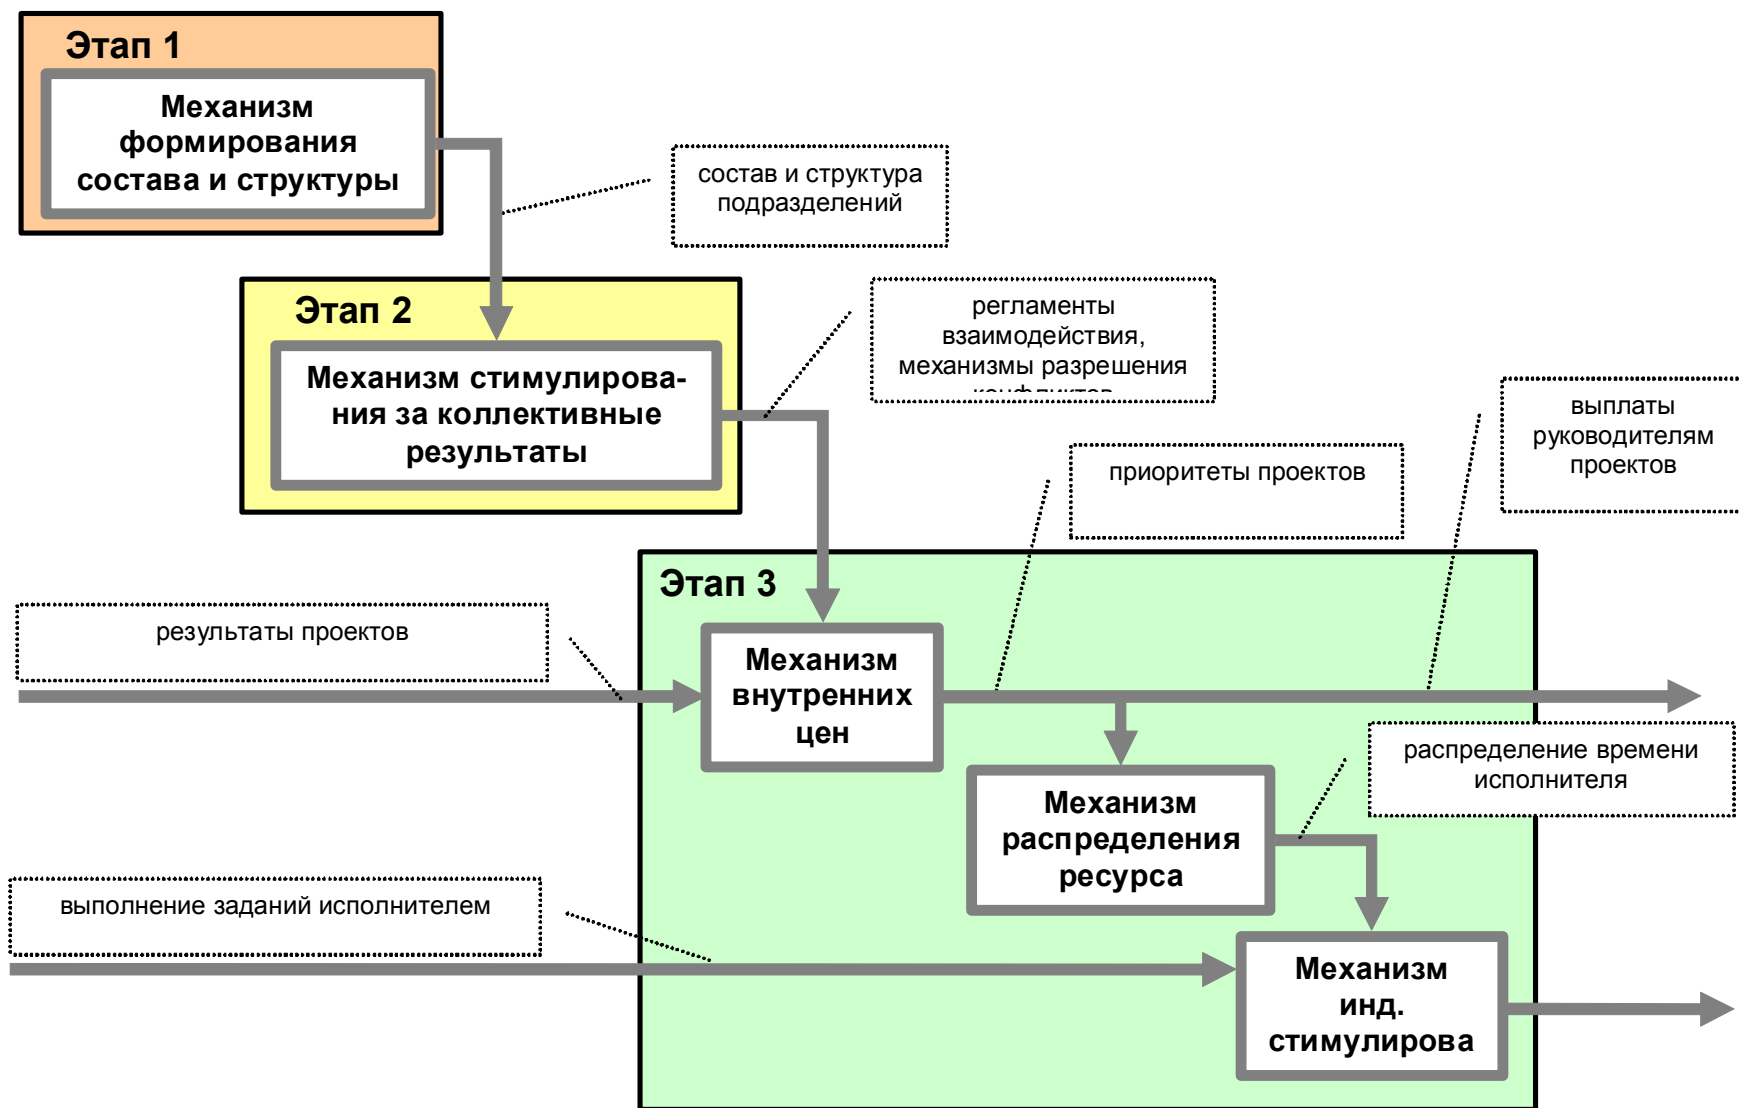 Этап 1
Механизм
формирования
состава и структуры
состав и структура
подразделений
Этап 2
Механизм стимулирова-
ния за коллективные
результаты
регламенты
взаимодействия,
механизмы разрешения
выплаты
руководителям
проектов
приоритеты проектов
Этап 3
результаты проектов
Механизм
внутренних
цен
распределение времени
исполнителя
Механизм
распределения
ресурса
выполнение заданий исполнителем
Механизм
инд.
стимулирова